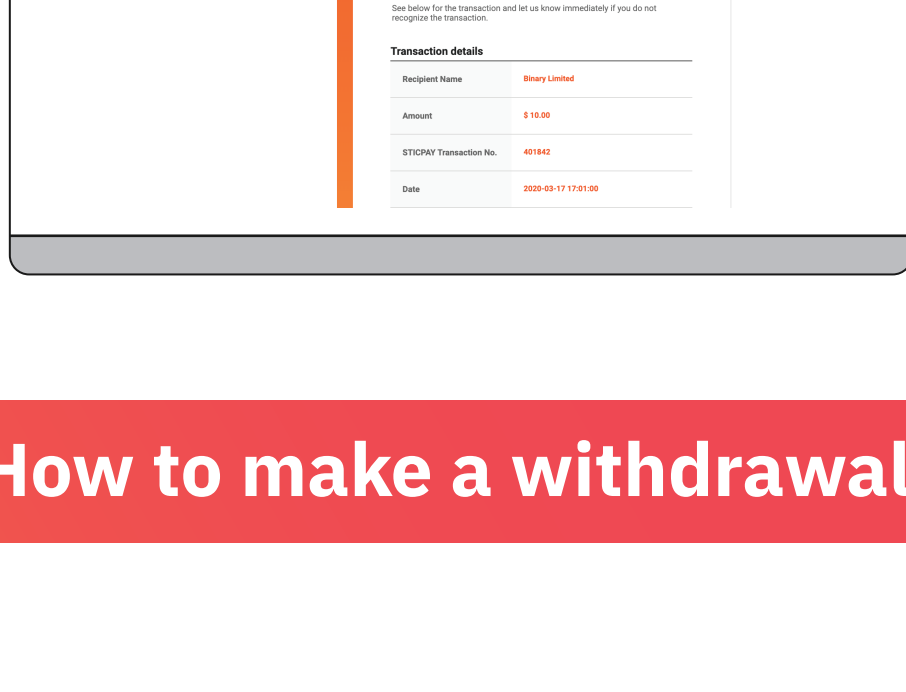 See below for the transaction and let us know immediately if you do not
recognize the transaction.
Transaction details
Recipient Name Binary Limited
Amount $ 10.00
STICPAY Transaction No. 401842
Date 2020-03-17 17:01:00
How to make a withdrawal